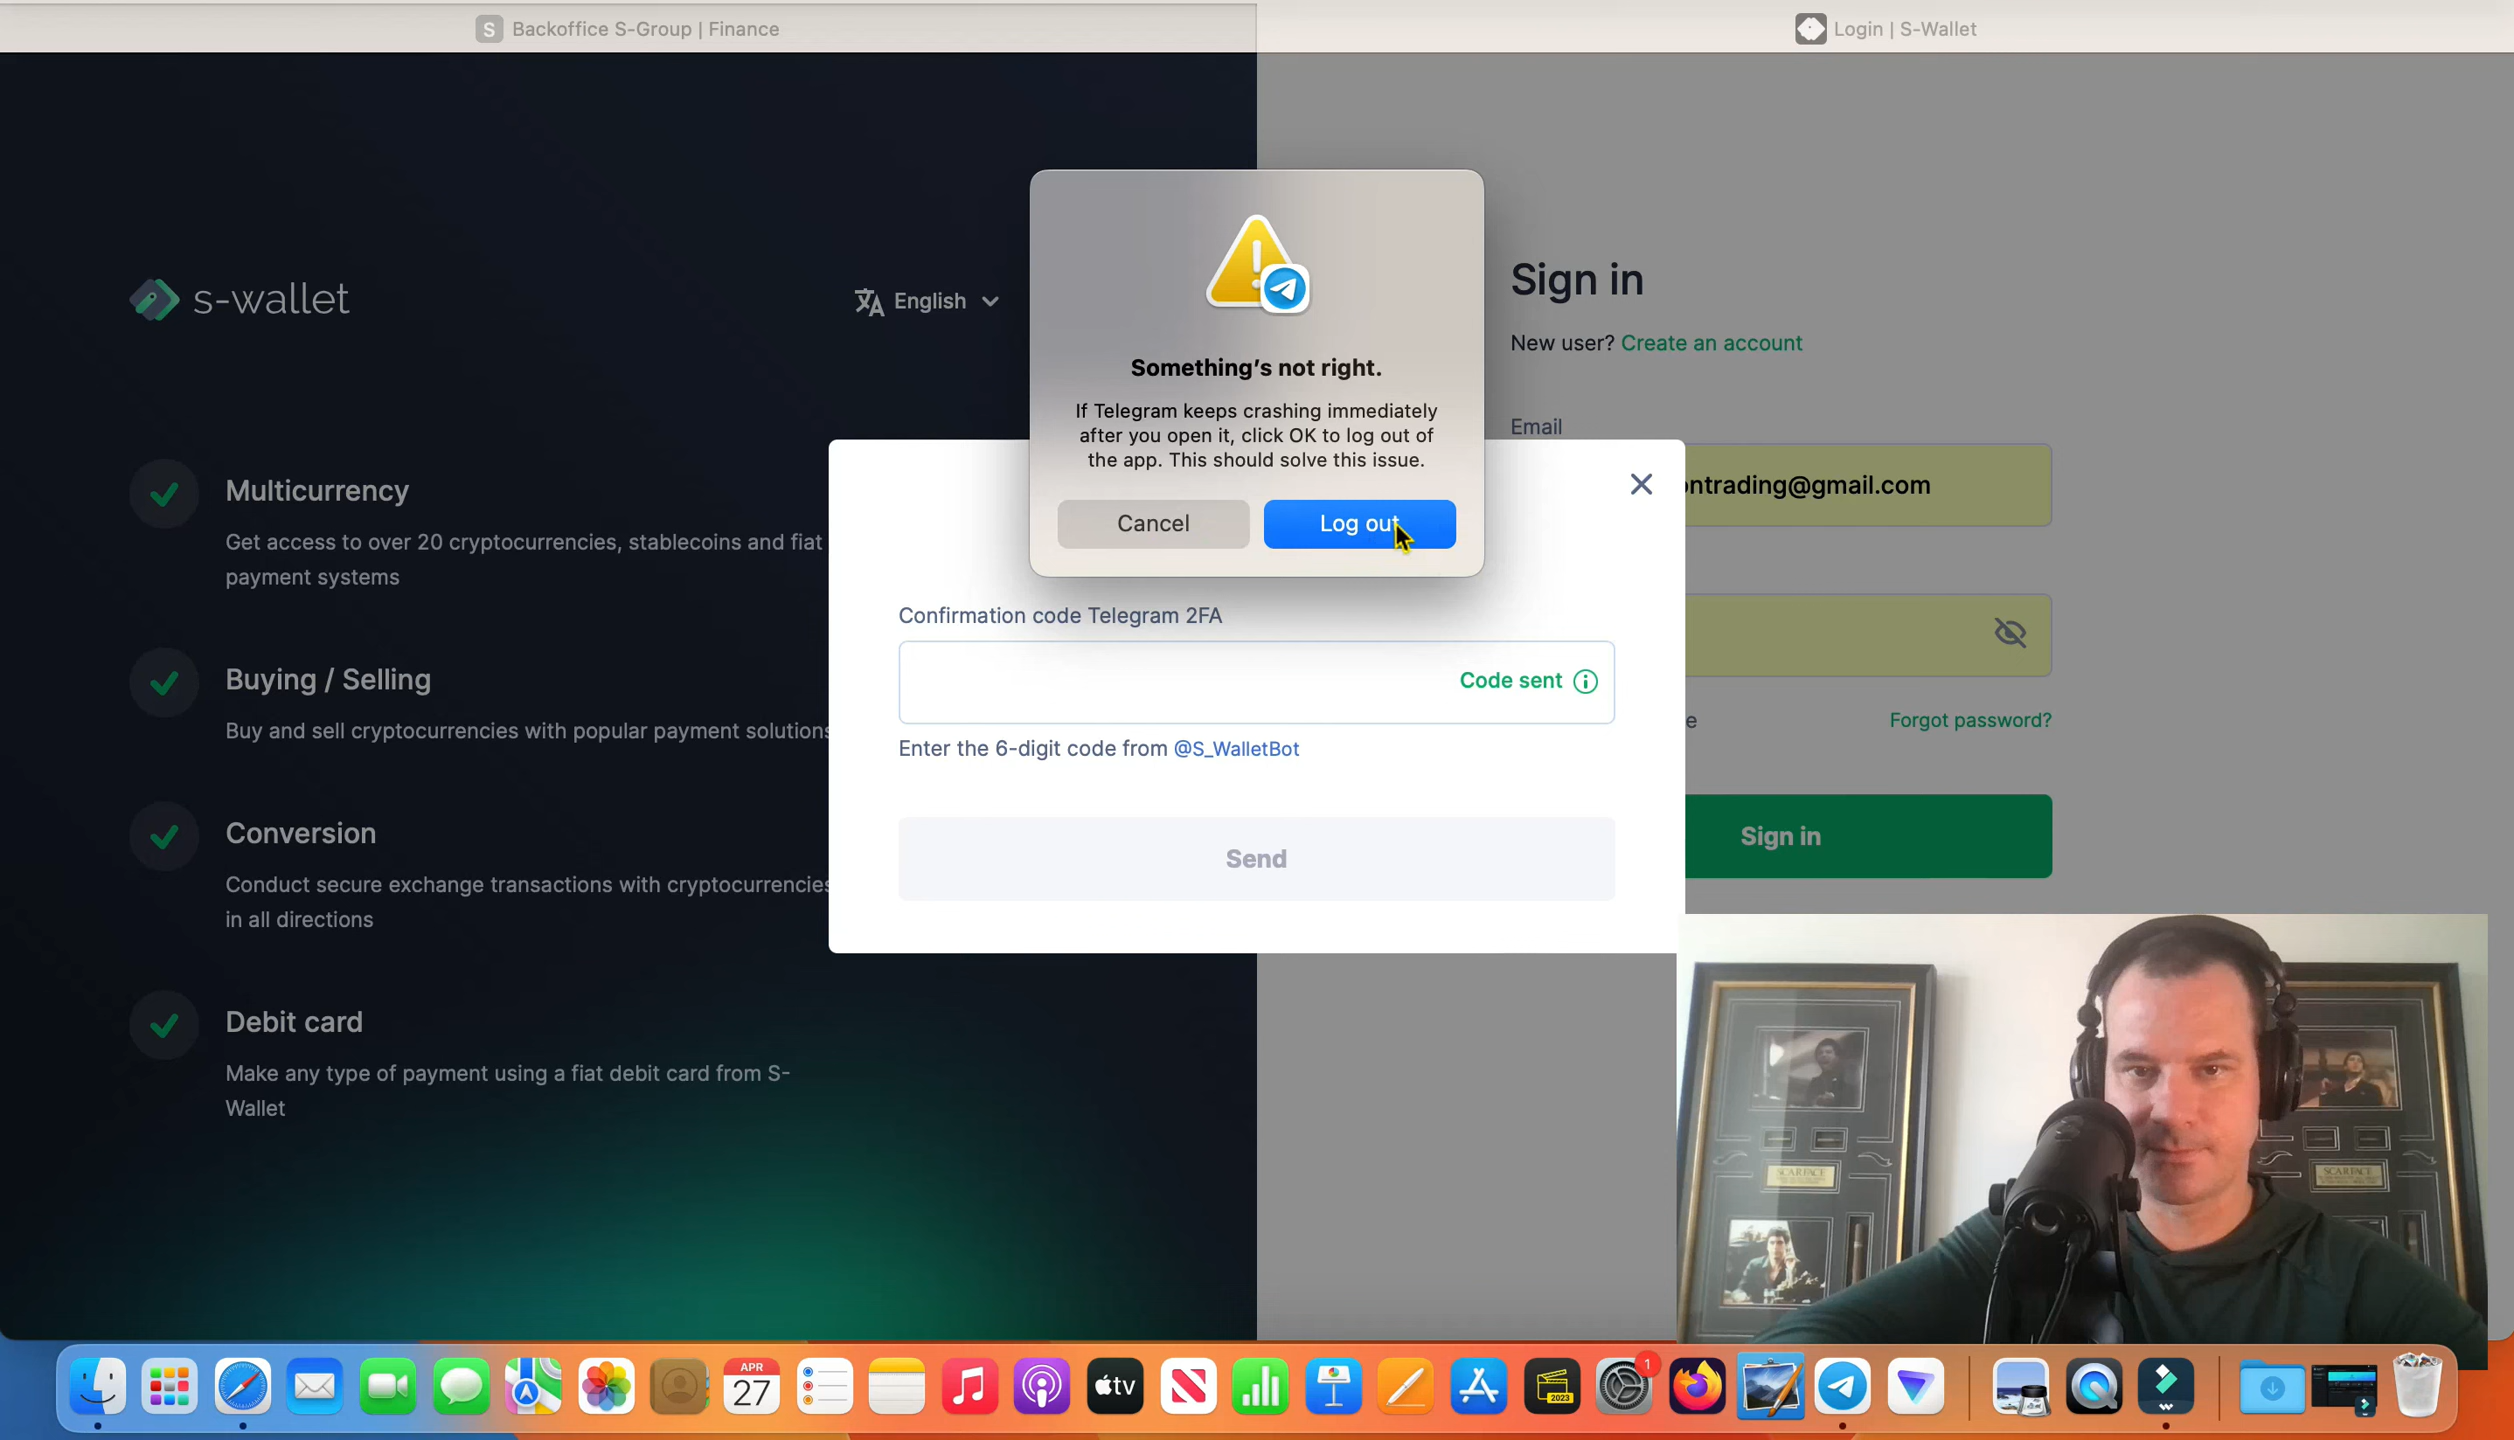 Backoffice S-Group | Finance
Login | S-Wallet
s-wallet
English
Multicurrency
Get access to over 20 cryptocurrencies, stablecoins and fiat
payment systems
Buying / Selling
Buy and sell cryptocurrencies with popular payment solutions
Conversion
Conduct secure exchange transactions with cryptocurrencies
in all directions
Debit card
Make any type of payment using a fiat debit card from S-
Wallet
Something's not right.
If Telegram keeps crashing immediately
after you open it, click OK to log out of
the app. This should solve this issue.
Cancel
Log out
Confirmation code Telegram 2FA
Code sent
Enter the 6-digit code from @S_WalletBot
Send
Sign in
New user? Create an account
Email
ontrading@gmail.com
e
Forgot password?
Sign in
SCARFACE
SCARFACE
S
APR
27
tv
2023
1